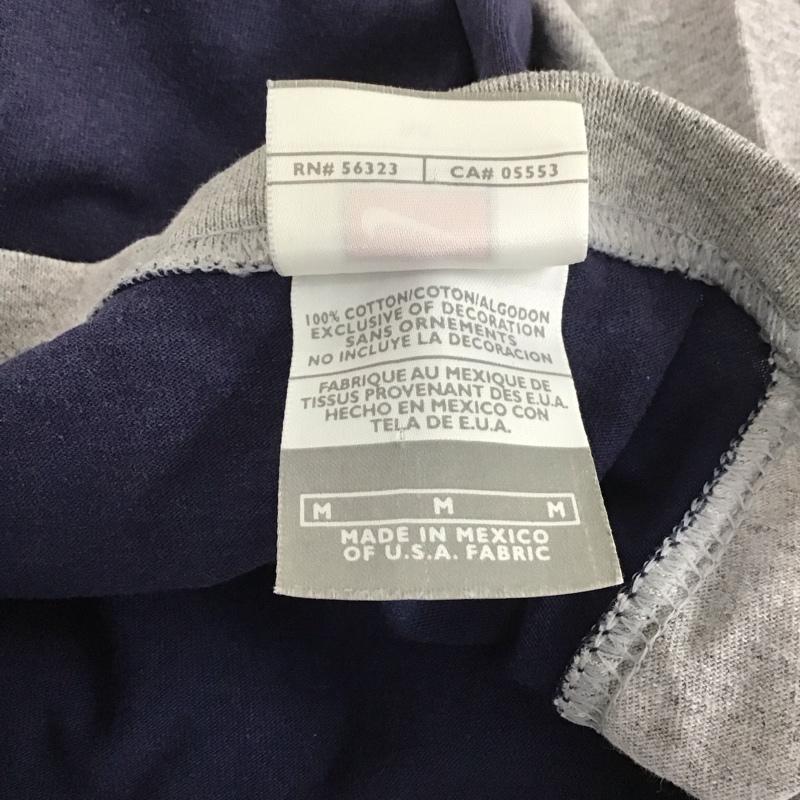 RN# 56323 CA# 05553
100% COTTON/COTON/ALGODON
EXCLUSIVE OF DECORATION
SANS ORNEMENTS
NO INCLUYE LA DECORACION
FABRIQUE AU MEXIQUE DE
TISSUS PROVENANT DES E.U.A.
HECHO EN MEXICO CON
TELA DE E.U.A.
M M M
MADE IN MEXICO
OF U.S.A. FABRIC